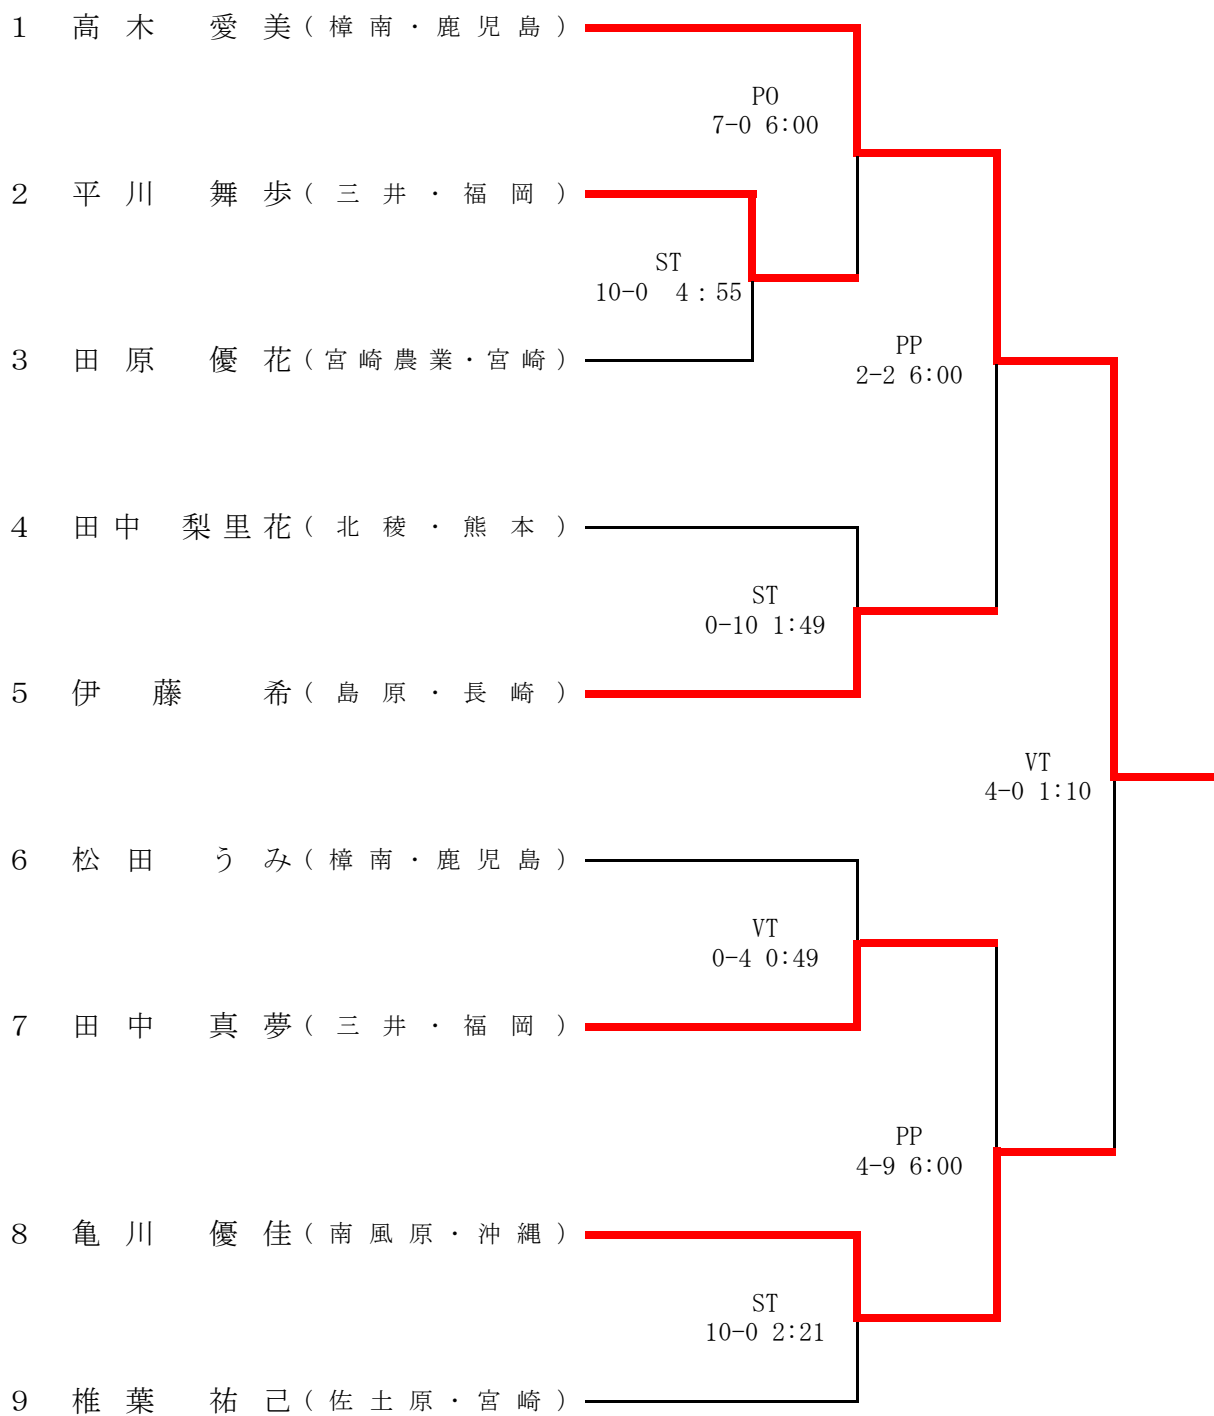 1 高木 愛美(樟南・鹿児島)
PO
7-0 6:00
2 平川 舞歩(三井・福岡)
ST
10-0 4:55
3 田原 優花(宮崎農業・宮崎)
PP
2-2 6:00
4 田中 梨里花(北稜・熊本)
ST
0-10 1:49
5 伊藤 希(島原・長崎)
VT
4-0 1:10
6 松田 うみ(樟南・鹿児島)
VT
0-4 0:49
7 田中 真夢(三井・福岡)
PP
4-9 6:00
8 亀川 優佳(南風原・沖縄)
ST
10-0 2:21
9 椎葉 祐己(佐土原・宮崎)